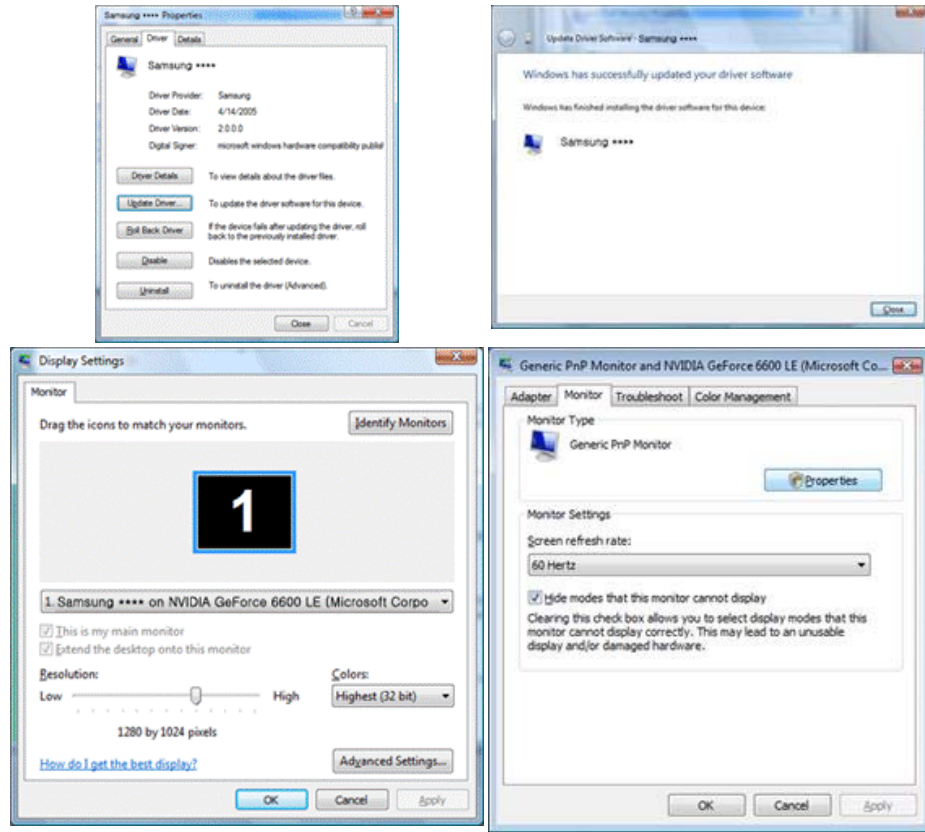 Samsung **** Properties
General Driver Details
Samsung ****
Driver Provider: Samsung
Driver Date: 4/14/2005
Driver Version: 2.0.0.0
Digital Signer: microsoft windows hardware compatibility publis
Driver Details To view details about the driver files.
Update Driver... To update the driver software for this device.
Roll Back Driver If the device fails after updating the driver, roll
back to the previously installed driver.
Disable Disables the selected device.
Uninstall To uninstall the driver (Advanced).
Close Cancel
Update Driver Software - Samsung ****
Windows has successfully updated your driver software
Windows has finished installing the driver software for this device:
Samsung ****
Close
Display Settings
Monitor
Drag the icons to match your monitors. Identify Monitors
1
1. Samsung **** on NVIDIA GeForce 6600 LE (Microsoft Corpo
This is my main monitor
Extend the desktop onto this monitor
Resolution: Colors:
Low High Highest (32 bit)
1280 by 1024 pixels
How do I get the best display? Advanced Settings...
OK Cancel Apply
Generic PnP Monitor and NVIDIA GeForce 6600 LE (Microsoft Co...
Adapter Monitor Troubleshoot Color Management
Monitor Type
Generic PnP Monitor
Properties
Monitor Settings
Screen refresh rate:
60 Hertz
Hide modes that this monitor cannot display
Clearing this check box allows you to select display modes that this
monitor cannot display correctly. This may lead to an unusable
display and/or damaged hardware.
OK Cancel Apply